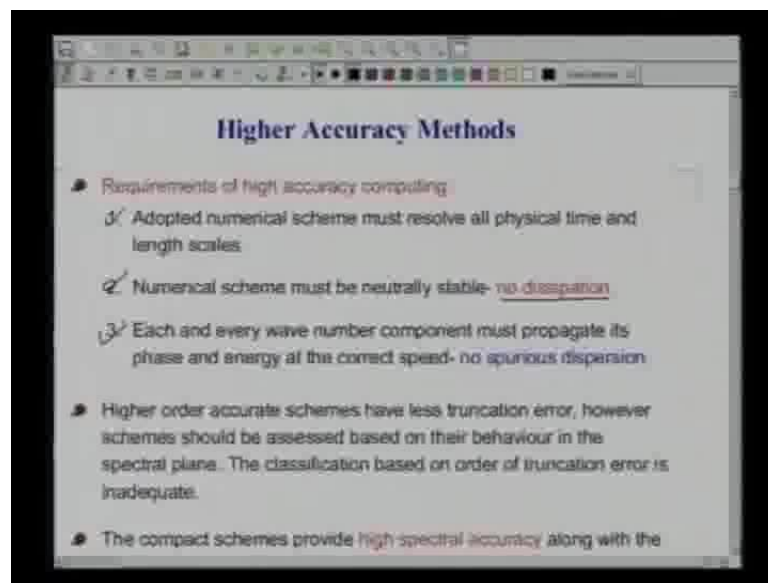 Higher Accuracy Methods
Requirements of high accuracy computing
1. Adopted numerical scheme must resolve all physical time and
length scales
2. Numerical scheme must be neutrally stable- no dissipation
3. Each and every wave number component must propagate its
phase and energy at the correct speed- no spurious dispersion
Higher order accurate schemes have less truncation error, however
schemes should be assessed based on their behaviour in the
spectral plane. The classification based on order of truncation error is
inadequate.
The compact schemes provide high spectral accuracy along with the